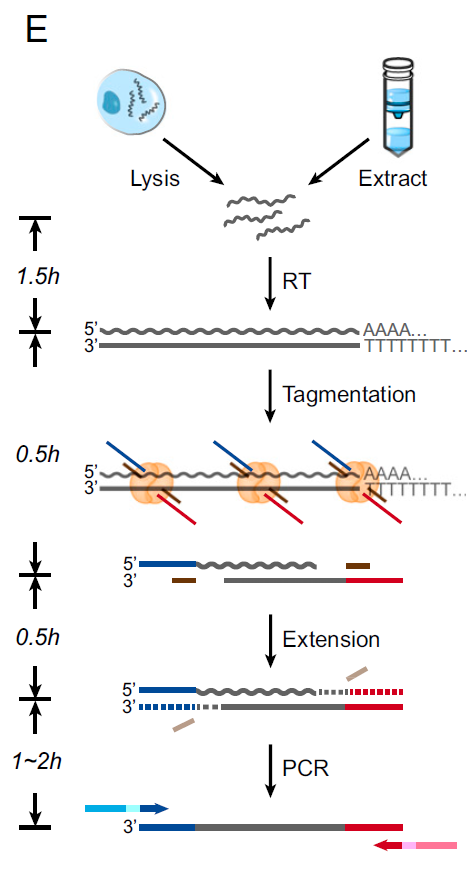 E
Lysis
Extract
1.5h
RT
5’ AAAA...
3’ TTTTTTTT...
Tagmentation
0.5h
5’ AAAA...
3’ TTTTTTTT...
5’
3’
0.5h
Extension
5’
3’
1~2h
PCR
3’